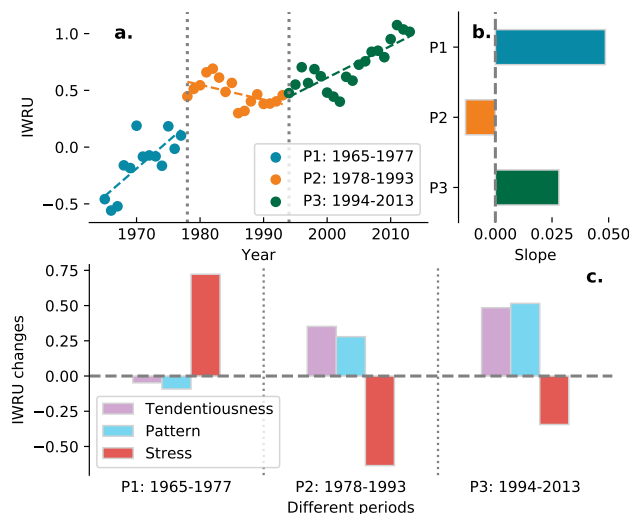 a.
1.0
0.5
0.0
−0.5
IWRU
P1: 1965-1977
P2: 1978-1993
P3: 1994-2013
1970 1980 1990 2000 2010
Year
b.
P1
P2
P3
0.000 0.025 0.050
Slope
c.
0.75
0.50
0.25
0.00
−0.25
−0.50
IWRU changes
Tendentiousness
Pattern
Stress
P1: 1965-1977 P2: 1978-1993 P3: 1994-2013
Different periods